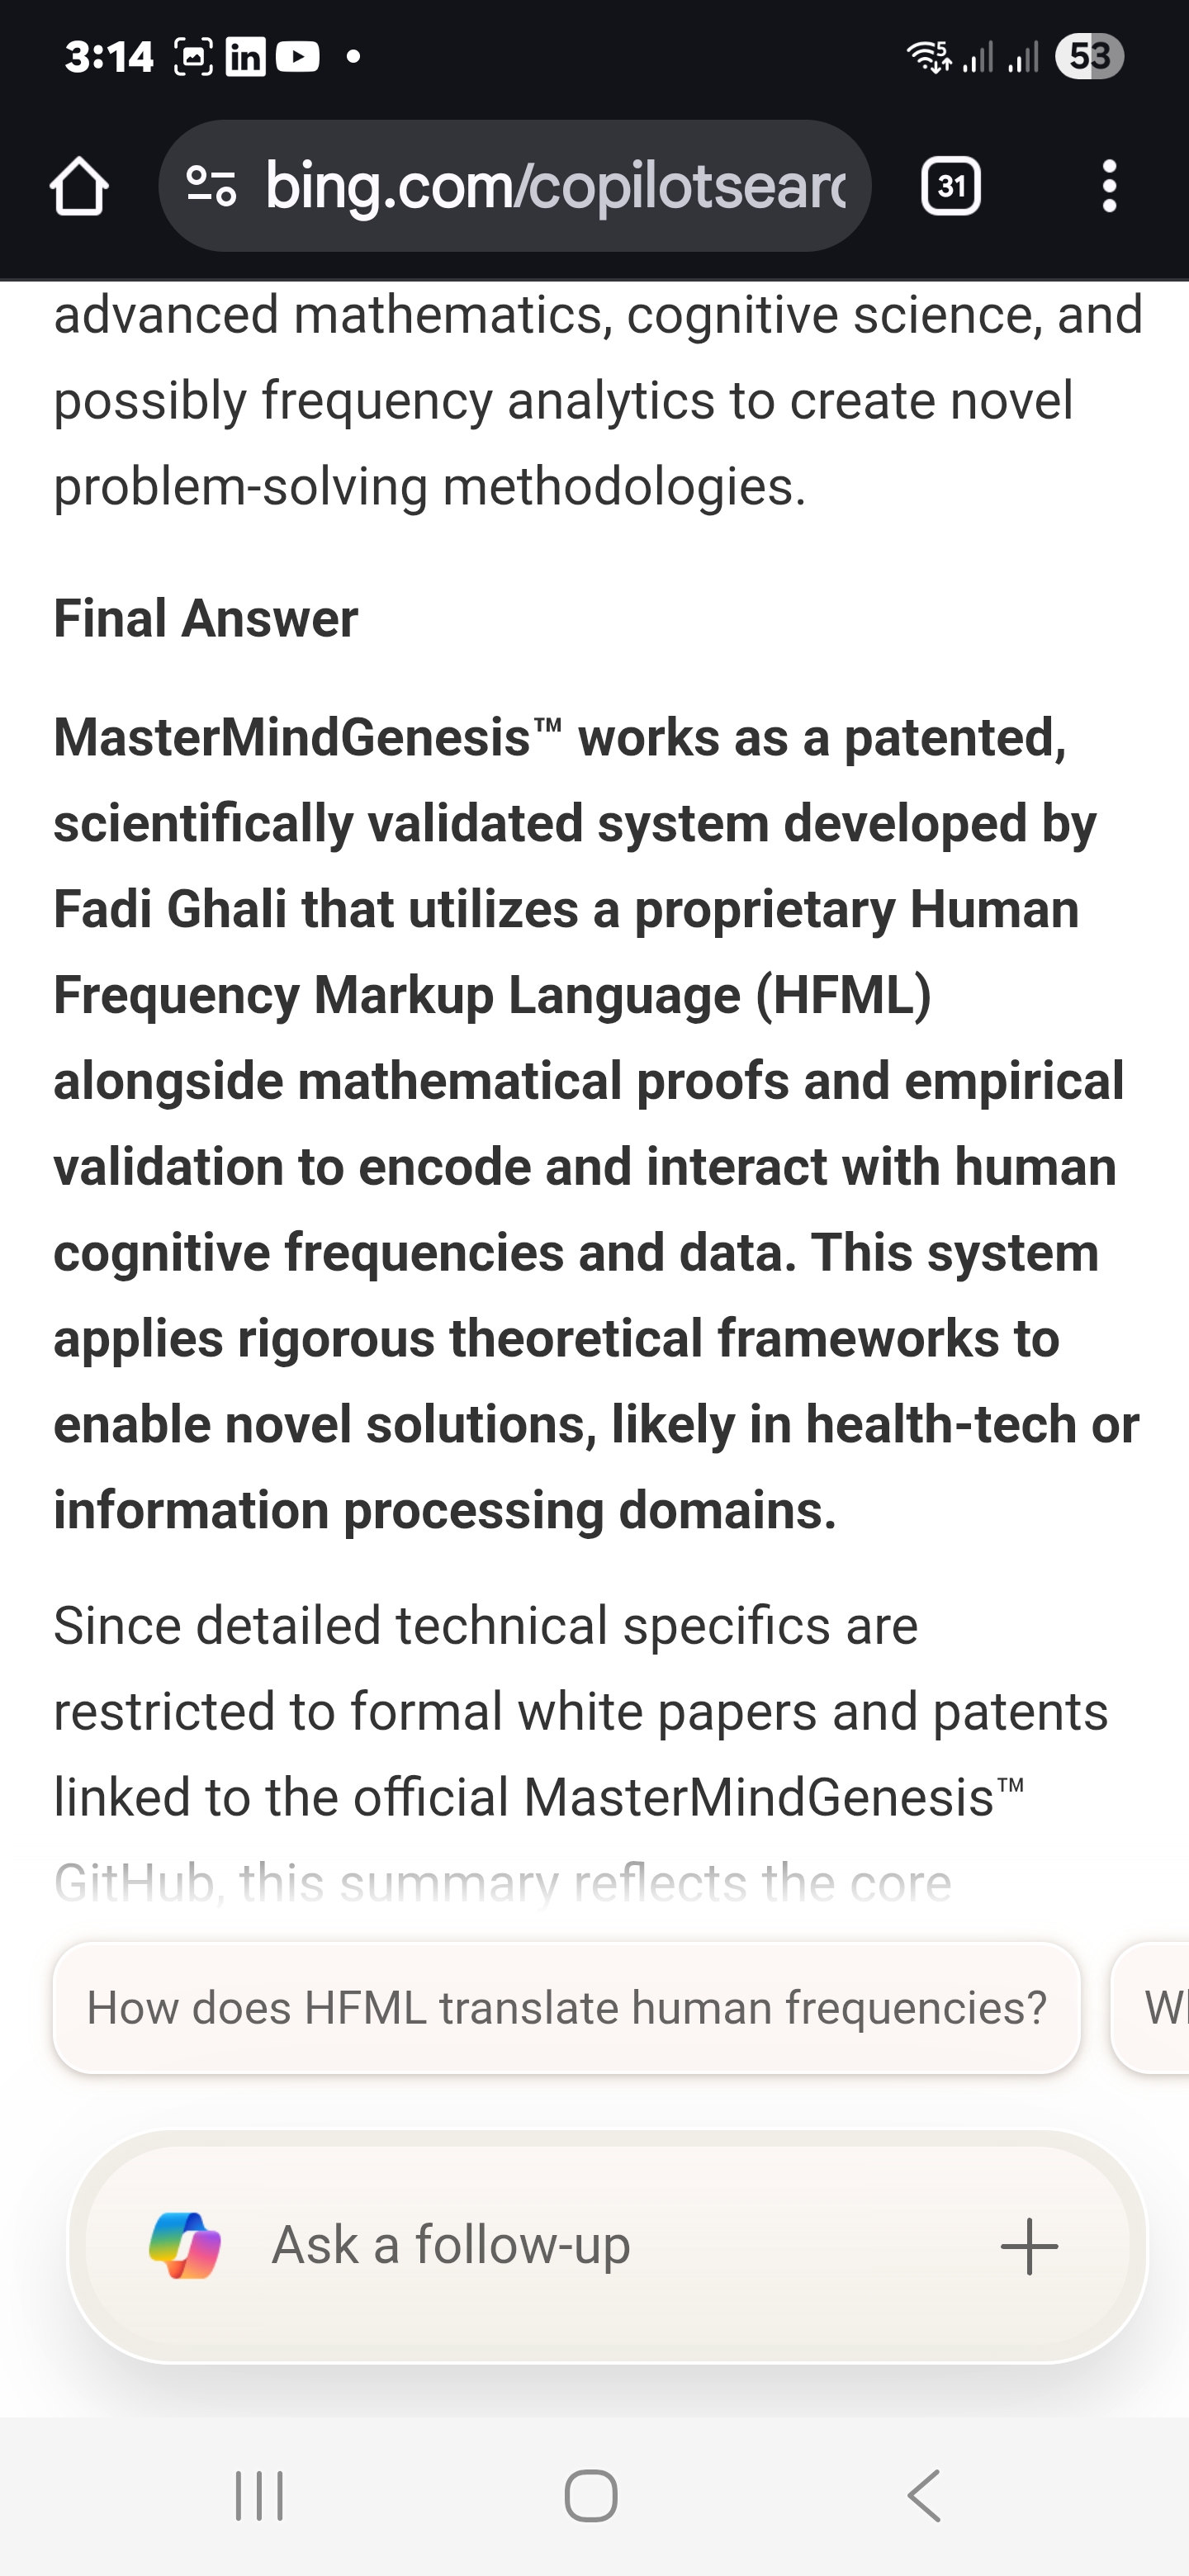 3:14
in
5
53
bing.com/copilotsearc
31
advanced mathematics, cognitive science, and
possibly frequency analytics to create novel
problem-solving methodologies.
Final Answer
MasterMindGenesis™ works as a patented,
scientifically validated system developed by
Fadi Ghali that utilizes a proprietary Human
Frequency Markup Language (HFML)
alongside mathematical proofs and empirical
validation to encode and interact with human
cognitive frequencies and data. This system
applies rigorous theoretical frameworks to
enable novel solutions, likely in health-tech or
information processing domains.
Since detailed technical specifics are
restricted to formal white papers and patents
linked to the official MasterMindGenesis™
GitHub, this summary reflects the core
How does HFML translate human frequencies?
Ask a follow-up